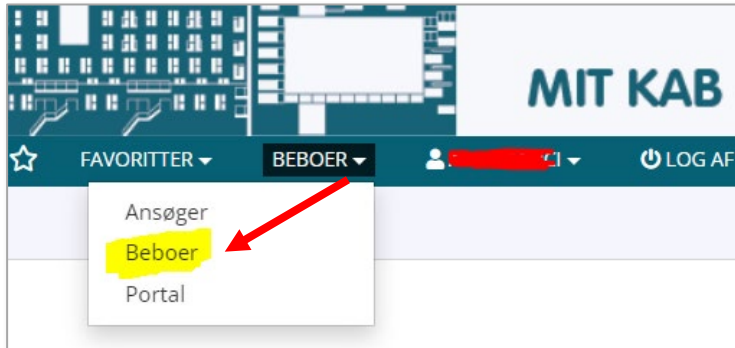 MIT KAB
FAVORITTER BEBOER LOG AF
Ansøger
Beboer
Portal